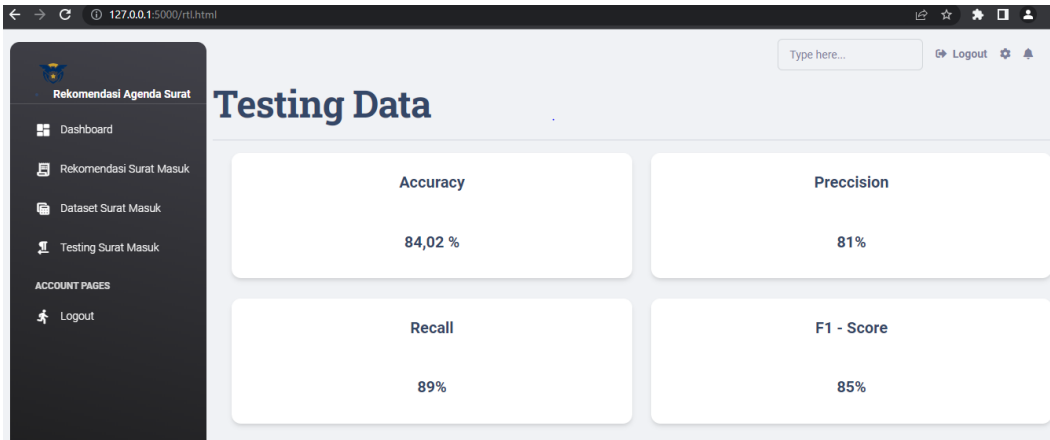 127.0.0.1:5000/rtl.html
Type here...
Logout
Rekomendasi Agenda Surat
Testing Data
Dashboard
Rekomendasi Surat Masuk
Dataset Surat Masuk
Testing Surat Masuk
ACCOUNT PAGES
Logout
Accuracy
84,02 %
Preccision
81%
Recall
89%
F1 - Score
85%